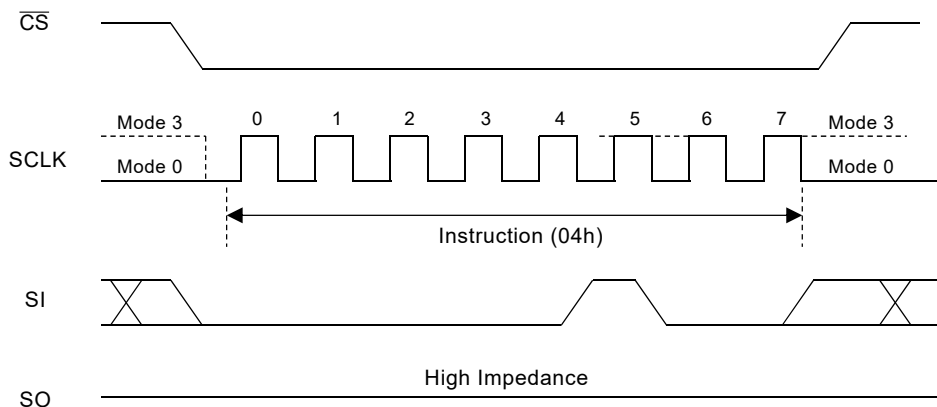 CS
Mode 3 0 1 2 3 4 5 6 7 Mode 3
SCLK
Mode 0 Mode 0
Instruction (04h)
SI
High Impedance
SO